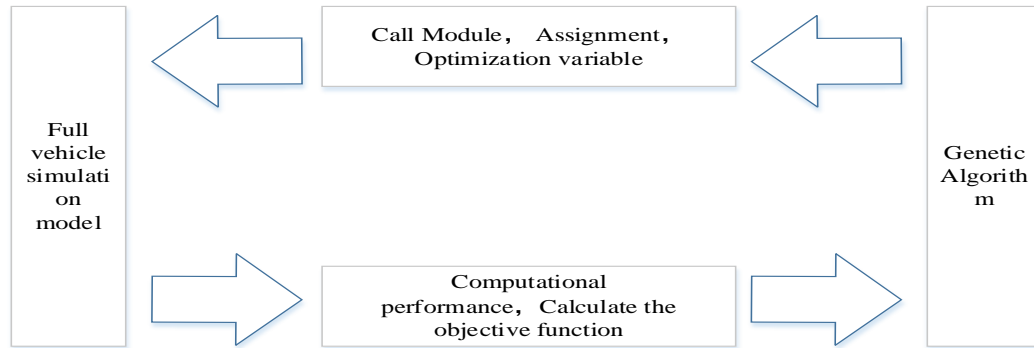 Call Module， Assignment，
Optimization variable
Full
vehicle
simulati
on
model
Genetic
Algorith
m
Computational
performance，Calculate the
objective function